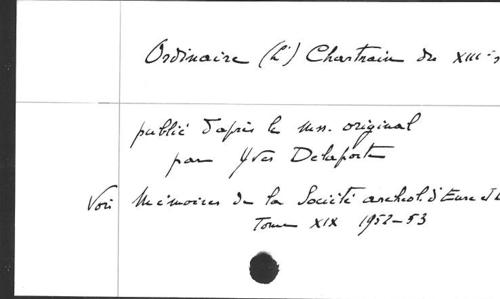 Ordinaire (L') Chartrain du XIIIe s
publié d'après le mss. original
par Yves Delaporte
Voir Mémoires de la Société archéol. d'Eure et L
Tome XIX 1952-53